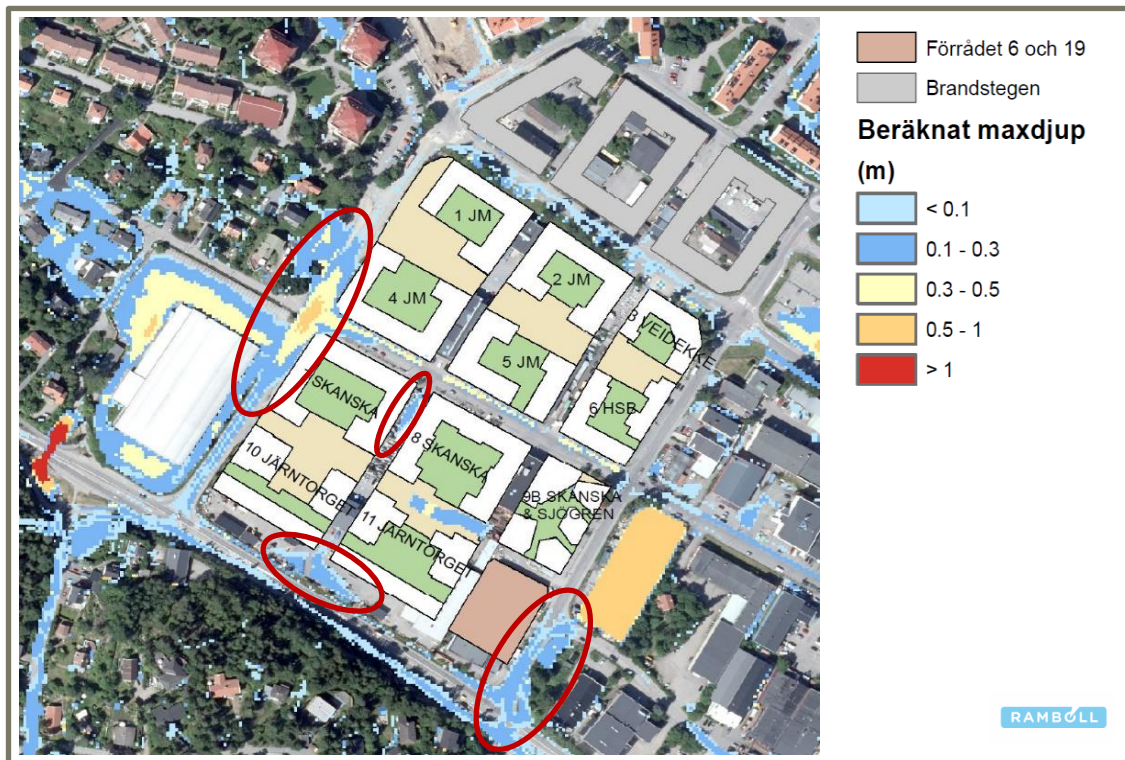 1 JM
2 JM
4 JM
3 VEIDEKKE
5 JM
6 HSB
SKANSKA
8 SKANSKA
10 JÄRNTORGET
11 JÄRNTORGET
9B SKANSKA
& SJÖGREN
Förrådet 6 och 19
Brandstegen
Beräknat maxdjup
(m)
< 0.1
0.1 - 0.3
0.3 - 0.5
0.5 - 1
> 1
RAMBOLL